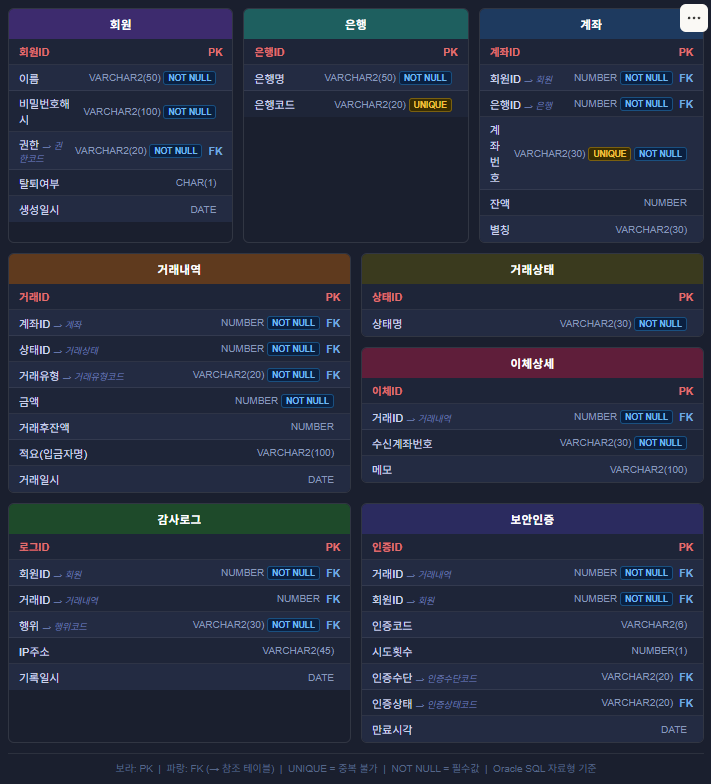 회원
회원ID PK
이름 VARCHAR2(50) NOT NULL
비밀번호해
시 VARCHAR2(100) NOT NULL
권한 → 권
한코드 VARCHAR2(20) NOT NULL FK
탈퇴여부 CHAR(1)
생성일시 DATE
은행
은행ID PK
은행명 VARCHAR2(50) NOT NULL
은행코드 VARCHAR2(20) UNIQUE
계좌
...
계좌ID PK
회원ID → 회원 NUMBER NOT NULL FK
은행ID → 은행 NUMBER NOT NULL FK
계
좌
번
호 VARCHAR2(30) UNIQUE NOT NULL
잔액 NUMBER
별칭 VARCHAR2(30)
거래내역
거래ID PK
계좌ID → 계좌 NUMBER NOT NULL FK
상태ID → 거래상태 NUMBER NOT NULL FK
거래유형 → 거래유형코드 VARCHAR2(20) NOT NULL FK
금액 NUMBER NOT NULL
거래후잔액 NUMBER
적요(입금자명) VARCHAR2(100)
거래일시 DATE
거래상태
상태ID PK
상태명 VARCHAR2(30) NOT NULL
이체상세
이체ID PK
거래ID → 거래내역 NUMBER NOT NULL FK
수신계좌번호 VARCHAR2(30) NOT NULL
메모 VARCHAR2(100)
감사로그
로그ID PK
회원ID → 회원 NUMBER NOT NULL FK
거래ID → 거래내역 NUMBER FK
행위 → 행위코드 VARCHAR2(30) NOT NULL FK
IP주소 VARCHAR2(45)
기록일시 DATE
보안인증
인증ID PK
거래ID → 거래내역 NUMBER NOT NULL FK
회원ID → 회원 NUMBER NOT NULL FK
인증코드 VARCHAR2(6)
시도횟수 NUMBER(1)
인증수단 → 인증수단코드 VARCHAR2(20) FK
인증상태 → 인증상태코드 VARCHAR2(20) FK
만료시각 DATE
보라: PK | 파랑: FK (→ 참조 테이블) | UNIQUE = 중복 불가 | NOT NULL = 필수값 | Oracle SQL 자료형 기준